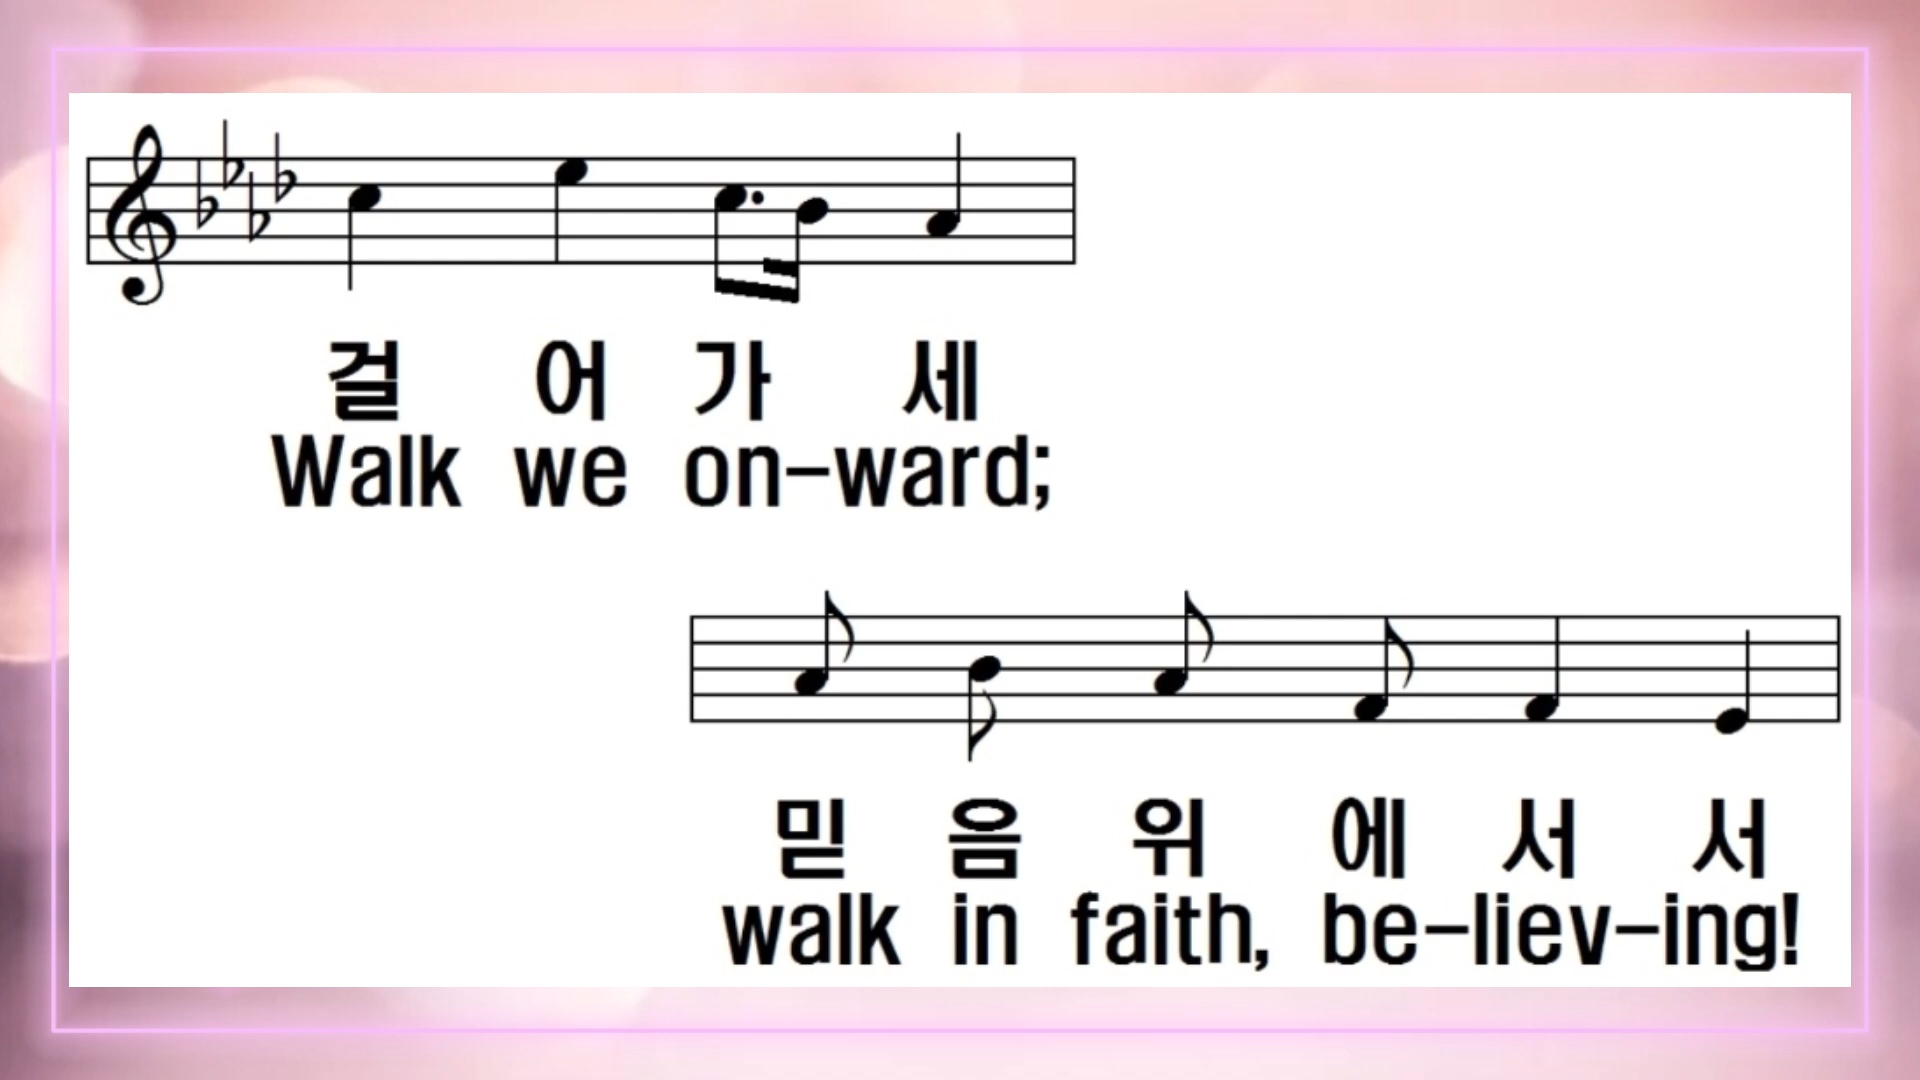 걸 어 가 세
Walk we on-ward;
믿 음 위 에 서 서
walk in faith, be-liev-ing!